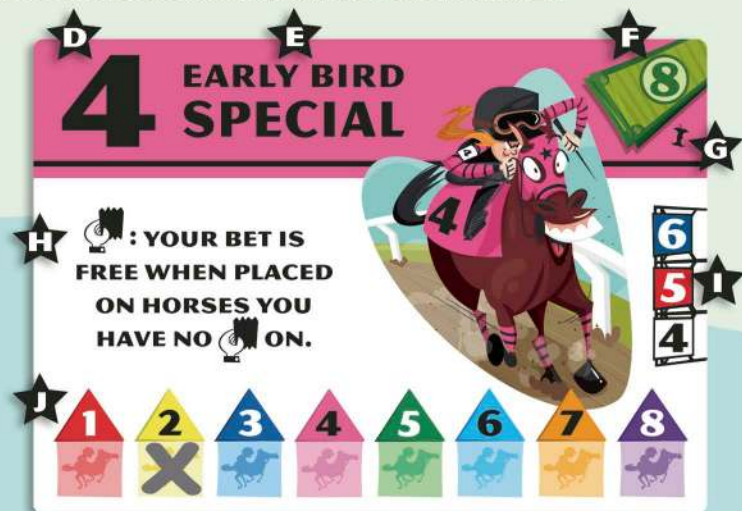 D E F
4 EARLY BIRD 8
SPECIAL
I G
4
4
H : YOUR BET IS
FREE WHEN PLACED
ON HORSES YOU
HAVE NO ON.
6
5 I
4
J
1 2 3 4 5 6 7 8
X